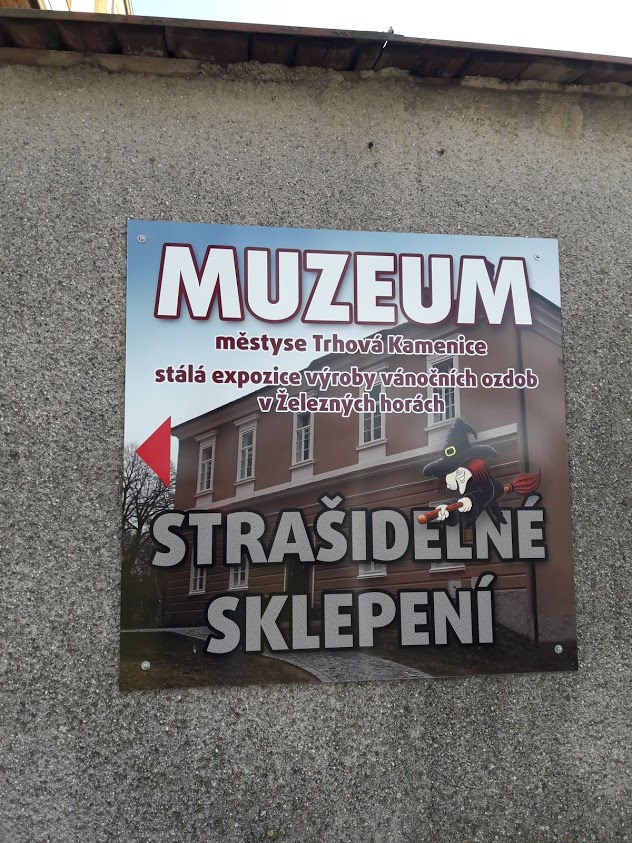 MUZEUM
městyse Trhová Kamenice
stálá expozice výroby vánočních ozdob
v Železných horách
STRAŠIDELNÉ
SKLEPENÍ